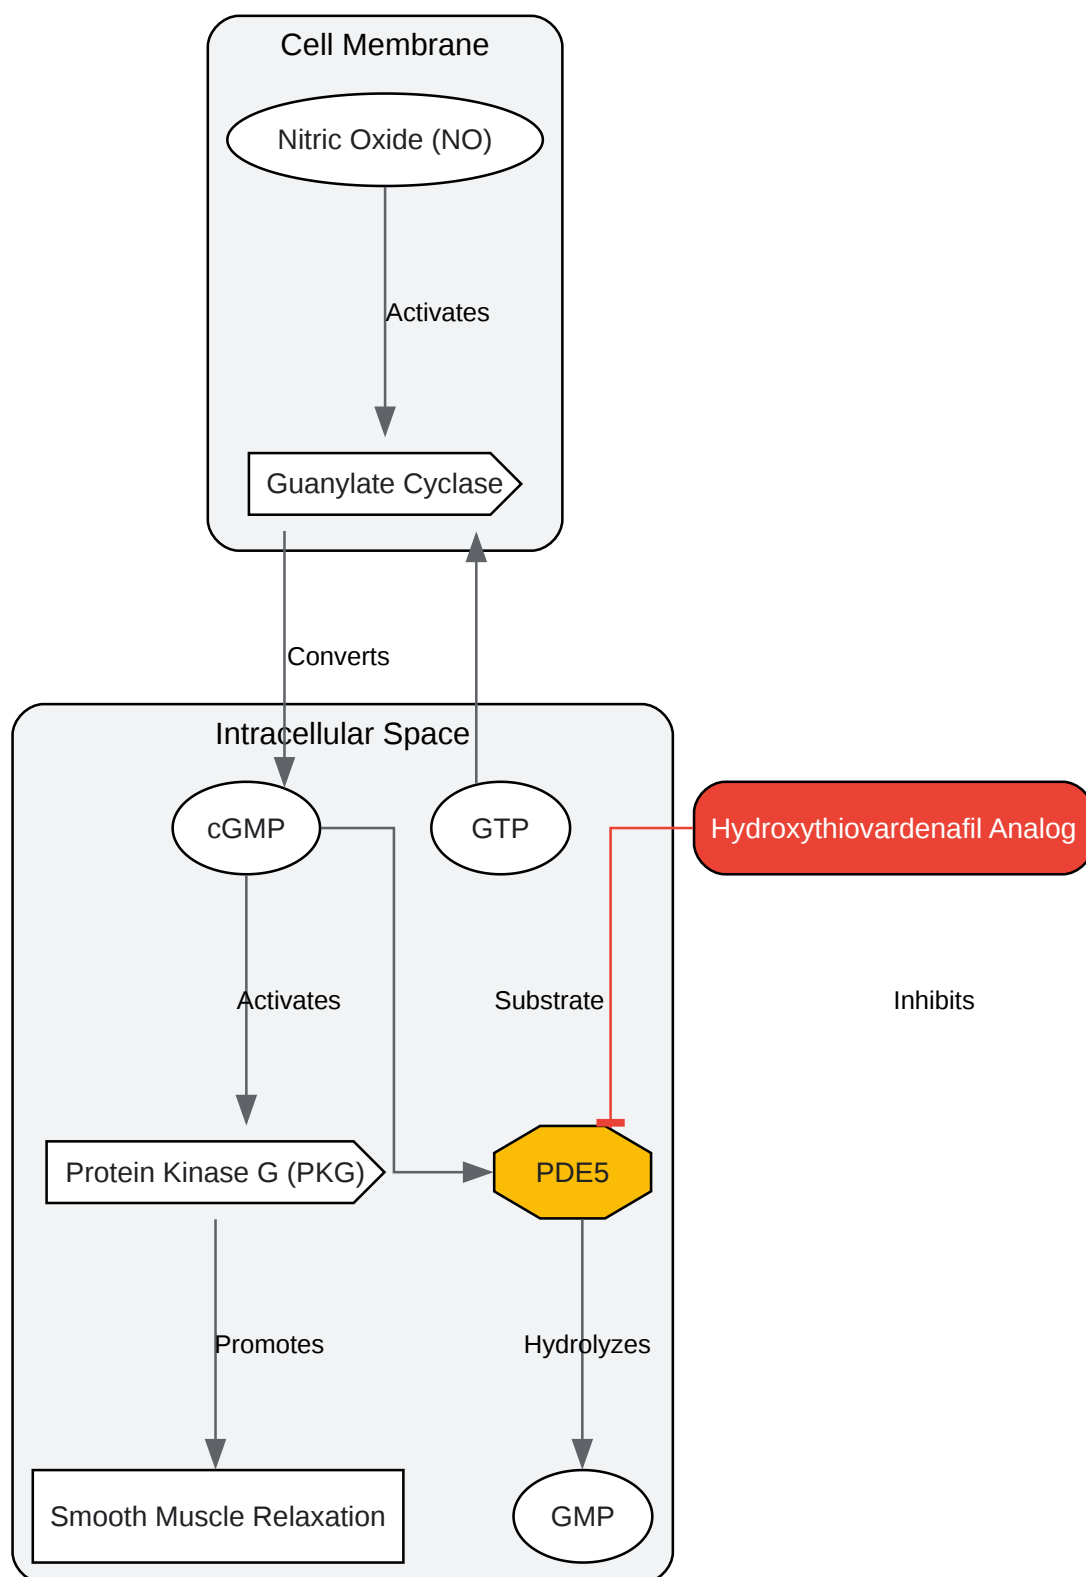 Cell Membrane
Nitric Oxide (NO)
Activates
Guanylate Cyclase
Converts
Intracellular Space
cGMP
GTP
Hydroxythiovardenafil Analog
Activates
Substrate
Inhibits
Protein Kinase G (PKG)
PDE5
Promotes
Hydrolyzes
Smooth Muscle Relaxation
GMP